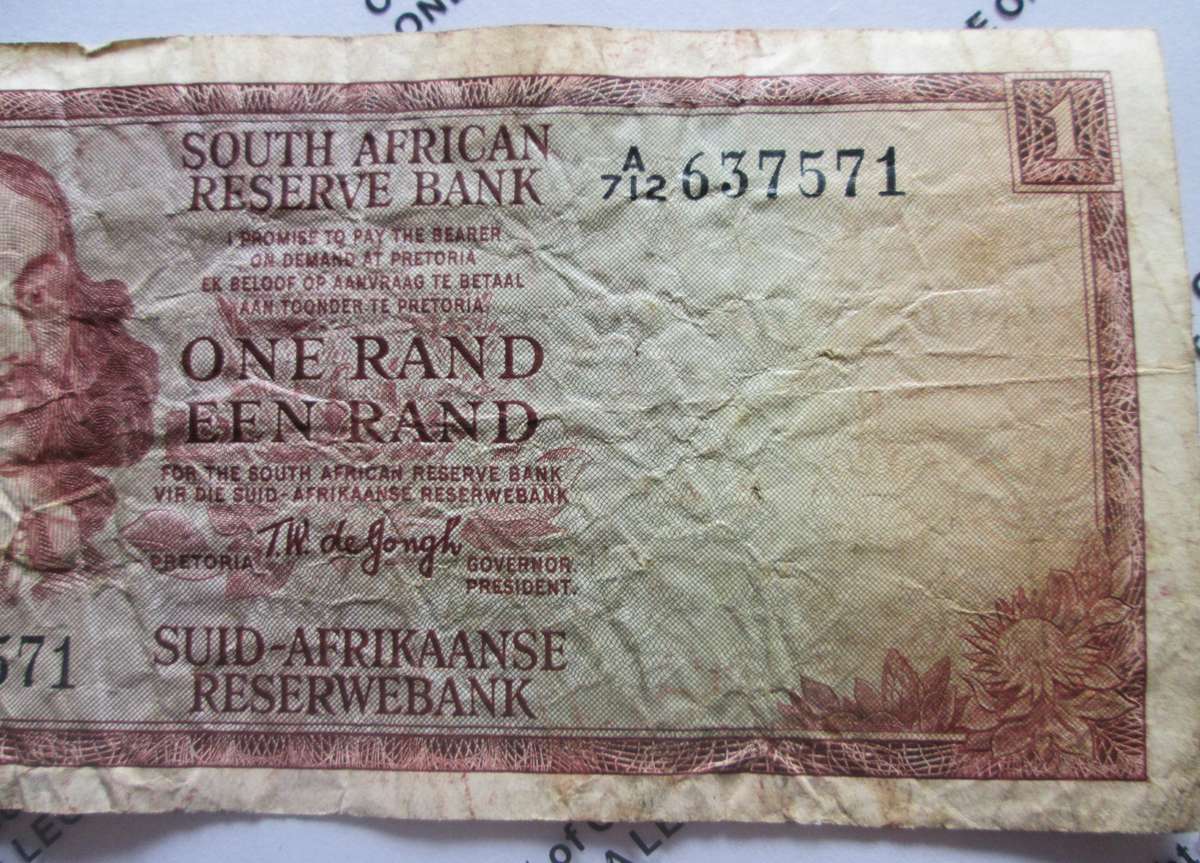 SOUTH AFRICAN
RESERVE BANK
A/712 637571
1
I PROMISE TO PAY THE BEARER
ON DEMAND AT PRETORIA
EK BELOOF OP AANVRAAG TE BETAAL
AAN TOONDER TE PRETORIA
ONE RAND
EEN RAND
FOR THE SOUTH AFRICAN RESERVE BANK
VIR DIE SUID-AFRIKAANSE RESERWEBANK
T.W. de Jongh
PRETORIA
GOVERNOR.
PRESIDENT.
571
SUID-AFRIKAANSE
RESERWEBANK